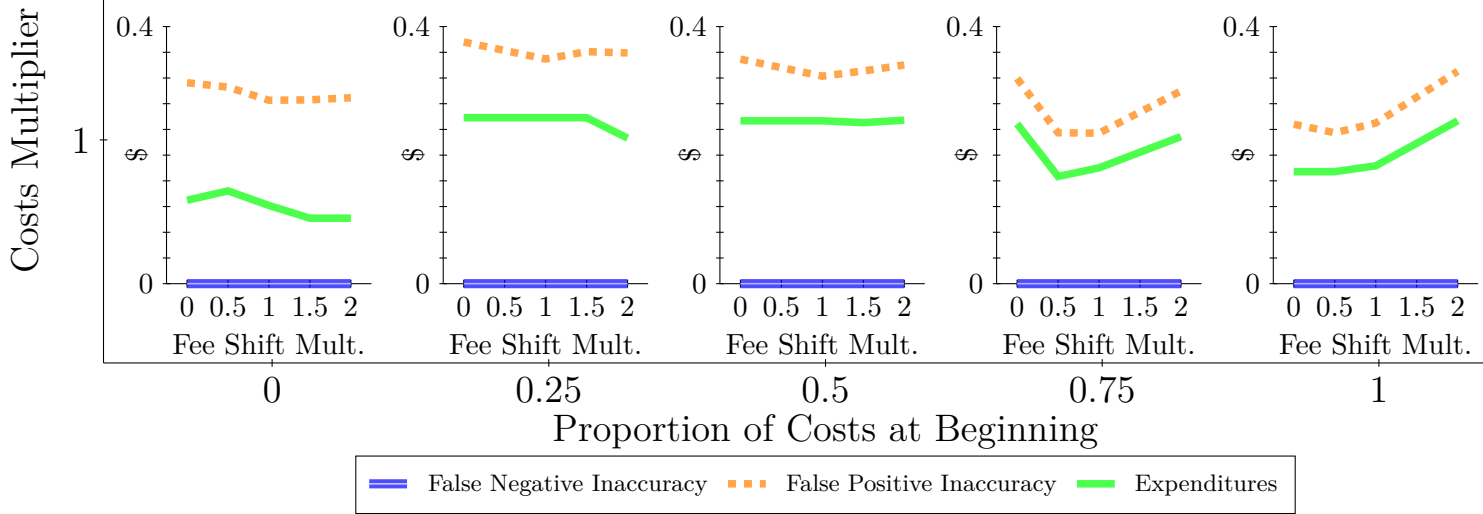 Costs Multiplier
1
0.4 0.4 0.4 0.4 0.4
$ $ $ $ $
0 0 0 0 0
0 0.5 1 1.5 2 0 0.5 1 1.5 2 0 0.5 1 1.5 2 0 0.5 1 1.5 2 0 0.5 1 1.5 2
Fee Shift Mult. Fee Shift Mult. Fee Shift Mult. Fee Shift Mult. Fee Shift Mult.
0 0.25 0.5 0.75 1
Proportion of Costs at Beginning
False Negative Inaccuracy False Positive Inaccuracy Expenditures